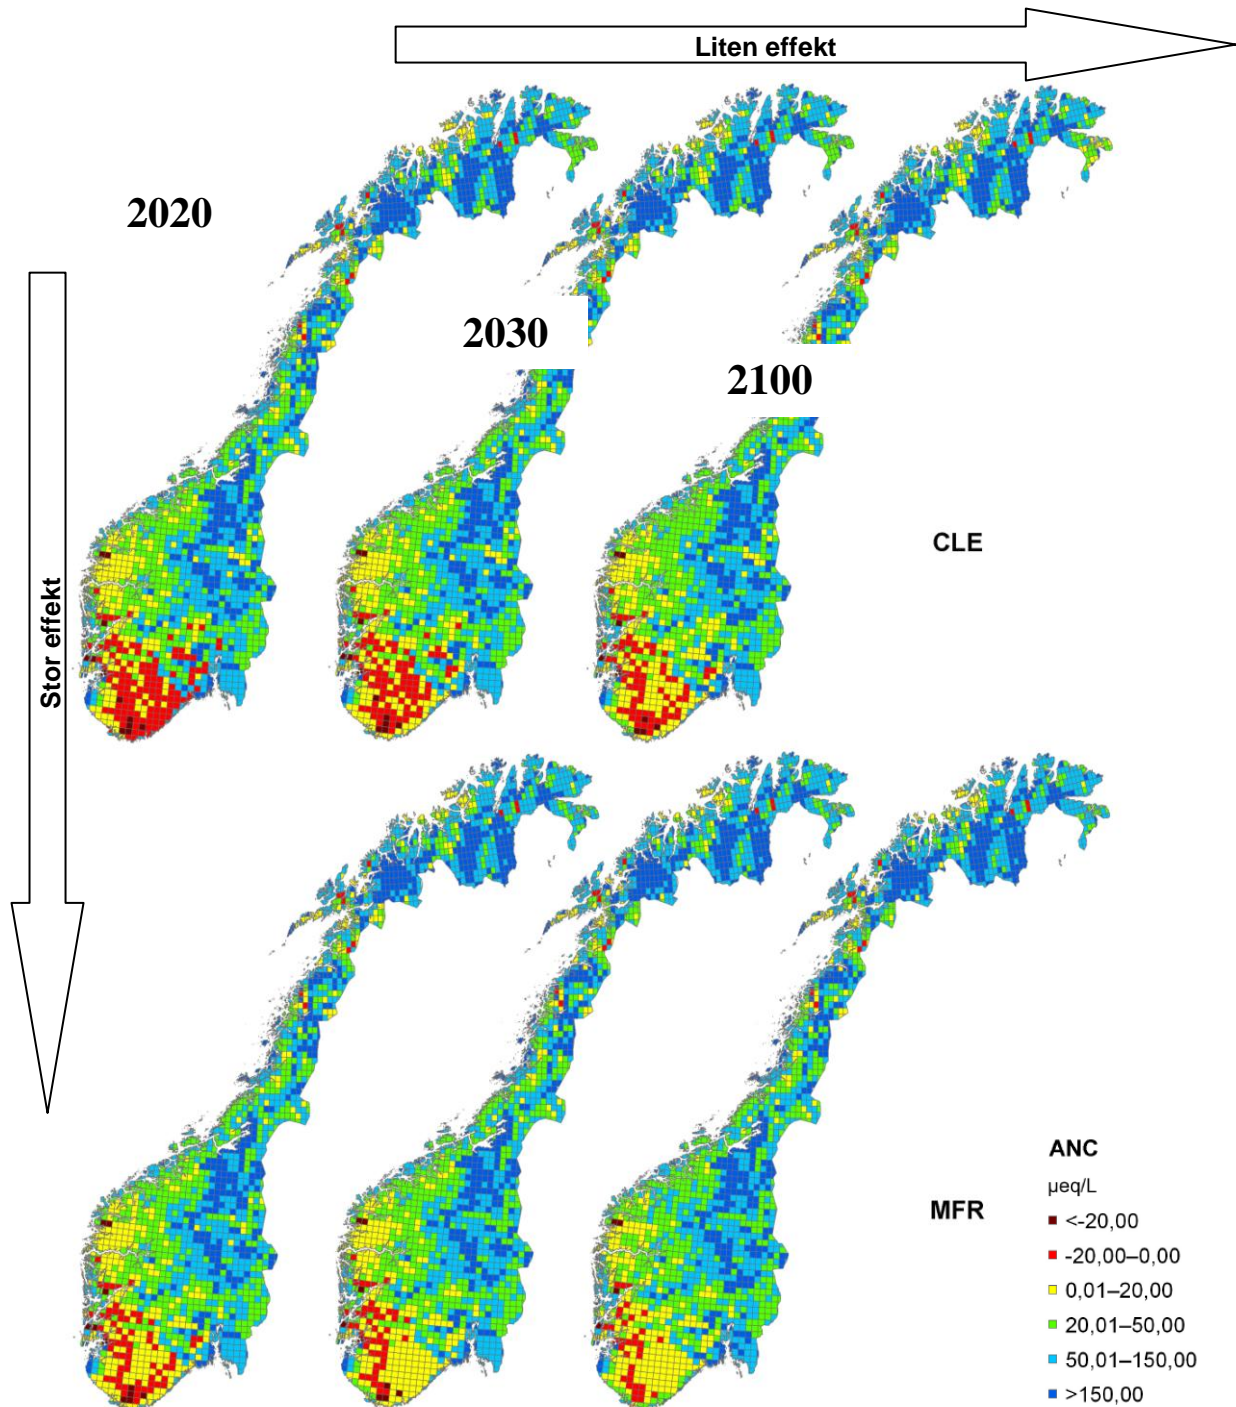 Liten effekt
2020
2030
2100
Stor effekt
CLE
MFR
ANC
µeq/L
<-20,00
-20,00–0,00
0,01–20,00
20,01–50,00
50,01–150,00
>150,00